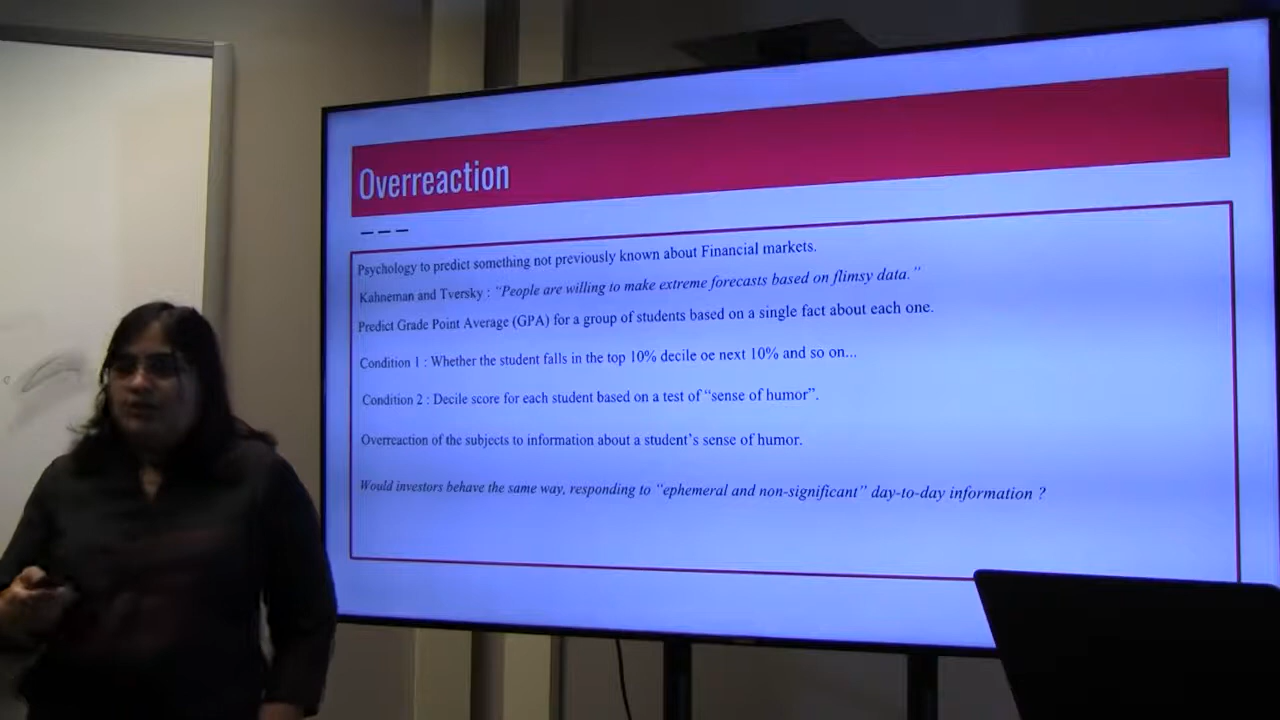 Overreaction
Psychology to predict something not previously known about Financial markets.
Kahneman and Tversky : “People are willing to make extreme forecasts based on flimsy data.”
Predict Grade Point Average (GPA) for a group of students based on a single fact about each one.
Condition 1 : Whether the student falls in the top 10% decile oe next 10% and so on...
Condition 2 : Decile score for each student based on a test of “sense of humor”.
Overreaction of the subjects to information about a student’s sense of humor.
Would investors behave the same way, responding to “ephemeral and non-significant” day-to-day information ?